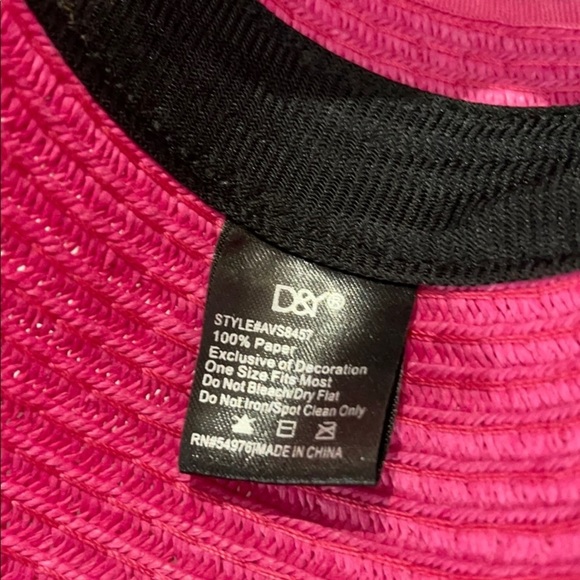 D&Y®
STYLE#AVS8457
100% Paper
Exclusive of Decoration
One Size Fits Most
Do Not Bleach/Dry Flat
Do Not Iron/Spot Clean Only
RN#54976 MADE IN CHINA